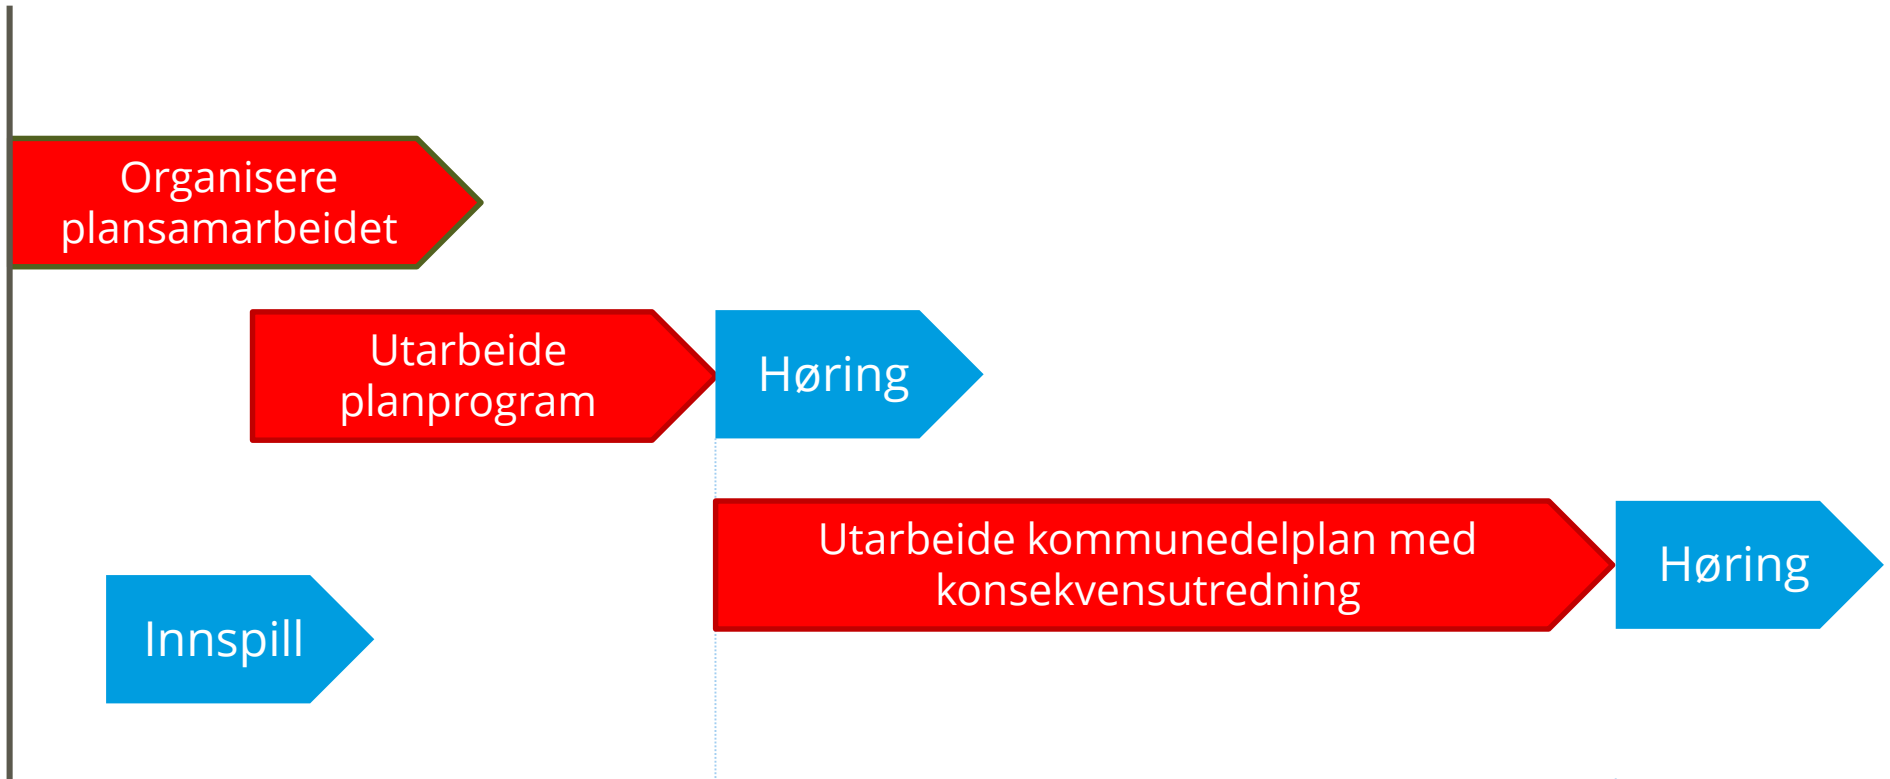 Organisere
plansamarbeidet
Utarbeide
planprogram
Høring
Utarbeide kommunedelplan med
konsekvensutredning
Høring
Innspill